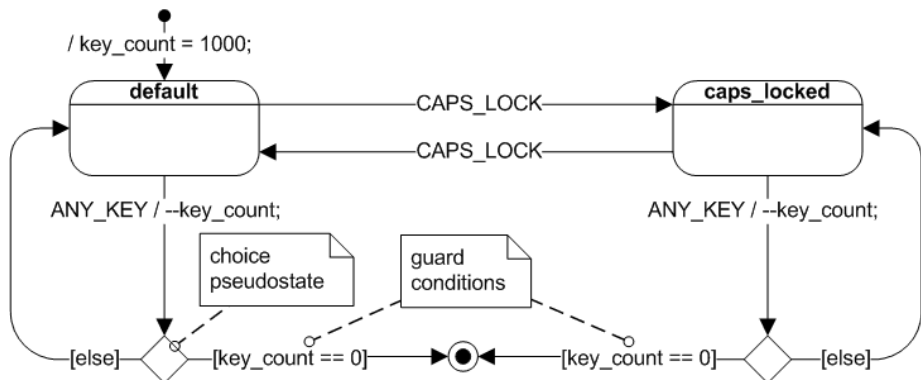 / key_count = 1000;
default
caps_locked
CAPS_LOCK
CAPS_LOCK
ANY_KEY / --key_count;
ANY_KEY / --key_count;
choice
pseudostate
guard
conditions
[else]
[key_count == 0]
[key_count == 0]
[else]